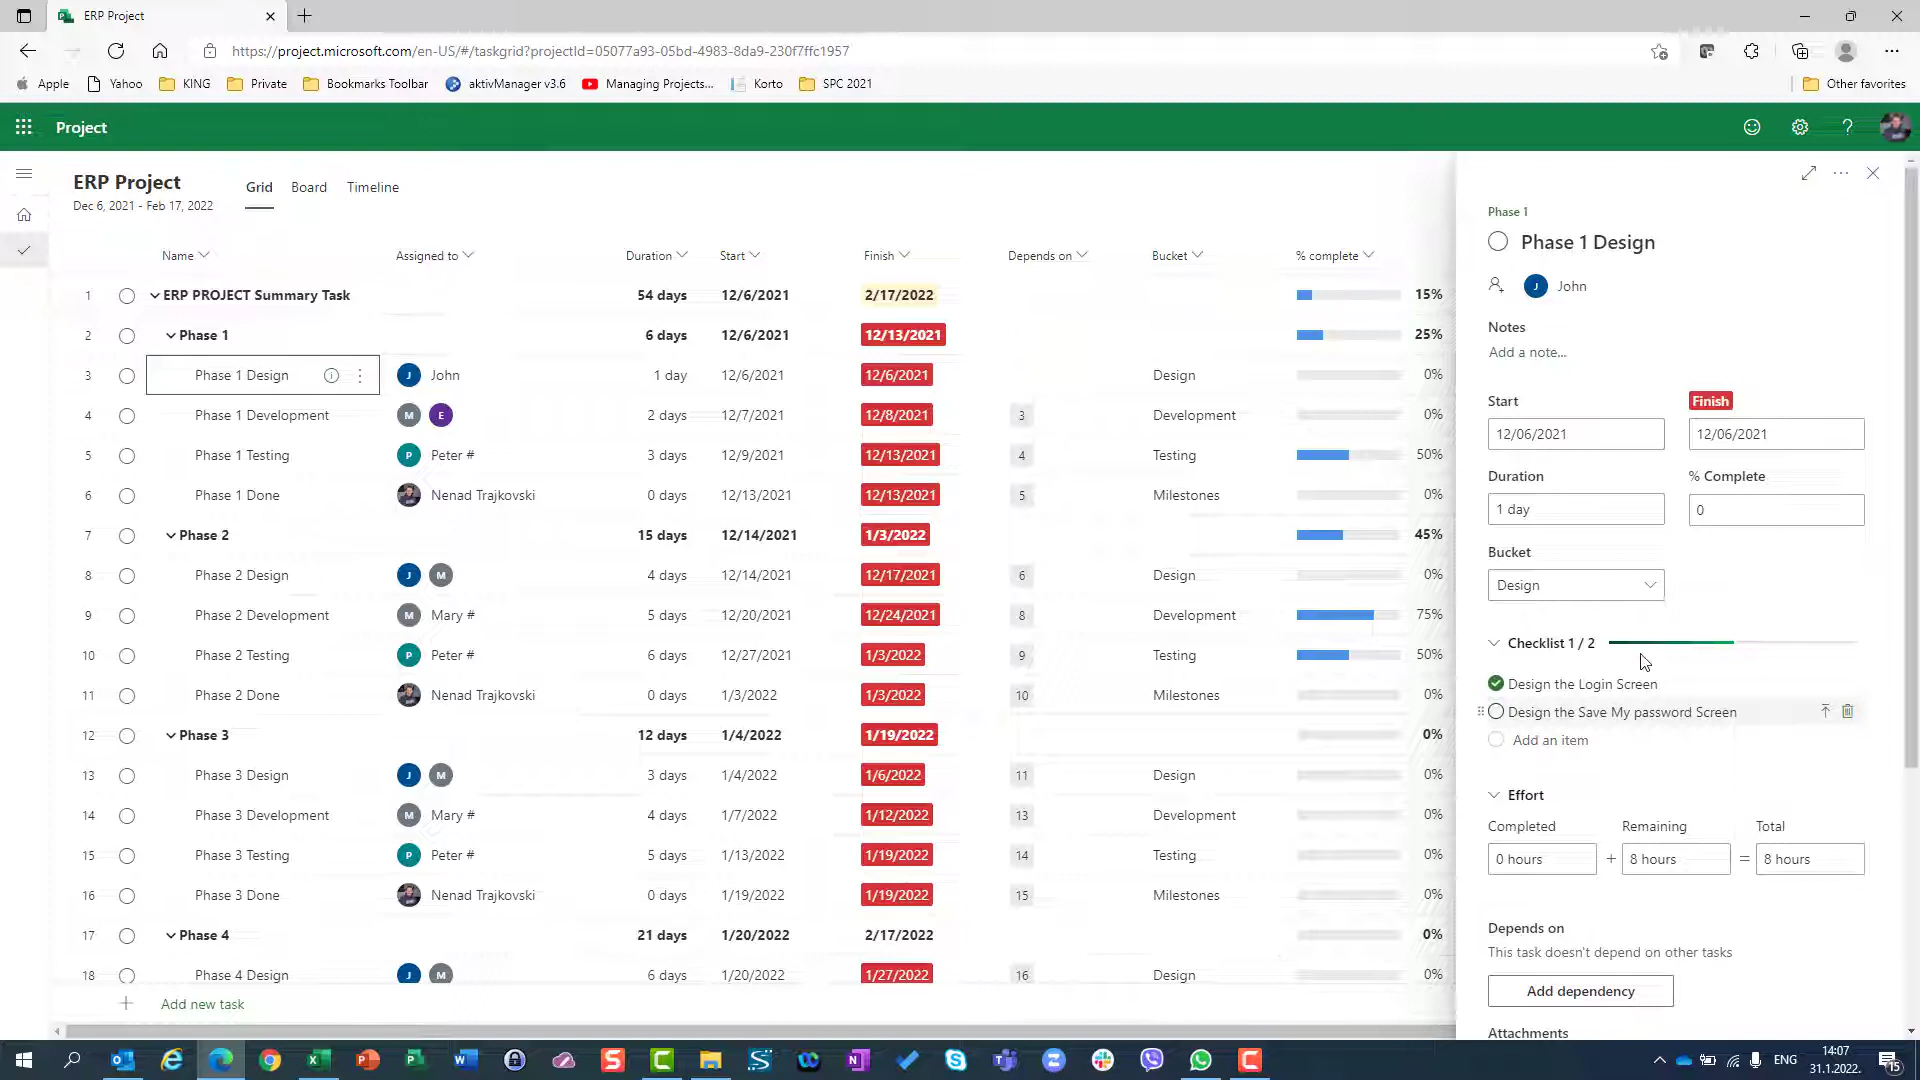 ERP Project
https://project.microsoft.com/en-US/#/taskgrid?projectId=05077a93-05bd-4983-8da9-230f7ffc1957
Apple Yahoo KING Private Bookmarks Toolbar aktivManager v3.6 Managing Projects... Korto SPC 2021 Other favorites
Project
ERP Project
Dec 6, 2021 - Feb 17, 2022
Grid Board Timeline
Name Assigned to Duration Start Finish Depends on Bucket % complete
1 ERP PROJECT Summary Task 54 days 12/6/2021 2/17/2022 15%
2 Phase 1 6 days 12/6/2021 12/13/2021 25%
3 Phase 1 Design J John 1 day 12/6/2021 12/6/2021 Design 0%
4 Phase 1 Development M E 2 days 12/7/2021 12/8/2021 3 Development 0%
5 Phase 1 Testing P Peter # 3 days 12/9/2021 12/13/2021 4 Testing 50%
6 Phase 1 Done Nenad Trajkovski 0 days 12/13/2021 12/13/2021 5 Milestones 0%
7 Phase 2 15 days 12/14/2021 1/3/2022 45%
8 Phase 2 Design J M 4 days 12/14/2021 12/17/2021 6 Design 0%
9 Phase 2 Development M Mary # 5 days 12/20/2021 12/24/2021 8 Development 75%
10 Phase 2 Testing P Peter # 6 days 12/27/2021 1/3/2022 9 Testing 50%
11 Phase 2 Done Nenad Trajkovski 0 days 1/3/2022 1/3/2022 10 Milestones 0%
12 Phase 3 12 days 1/4/2022 1/19/2022 0%
13 Phase 3 Design J M 3 days 1/4/2022 1/6/2022 11 Design 0%
14 Phase 3 Development M Mary # 4 days 1/7/2022 1/12/2022 13 Development 0%
15 Phase 3 Testing P Peter # 5 days 1/13/2022 1/19/2022 14 Testing 0%
16 Phase 3 Done Nenad Trajkovski 0 days 1/19/2022 1/19/2022 15 Milestones 0%
17 Phase 4 21 days 1/20/2022 2/17/2022 0%
18 Phase 4 Design J M 6 days 1/20/2022 1/27/2022 16 Design 0%
Add new task
Phase 1
Phase 1 Design
J John
Notes
Add a note...
Start Finish
12/06/2021 12/06/2021
Duration % Complete
1 day 0
Bucket
Design
Checklist 1 / 2
Design the Login Screen
Design the Save My password Screen
Add an item
Effort
Completed Remaining Total
0 hours + 8 hours = 8 hours
Depends on
This task doesn't depend on other tasks
Add dependency
Attachments
ENG
14:07
31.1.2022.
15